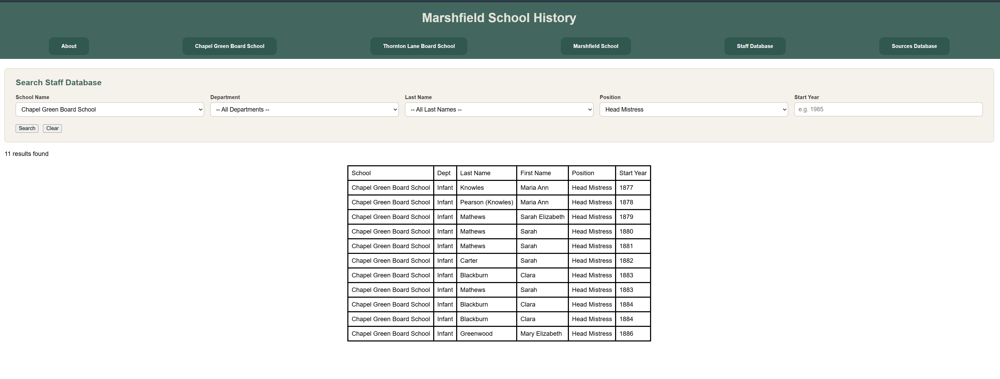 Marshfield School History
About Chapel Green Board School Thornton Lane Board School Marshfield School Staff Database Sources Database
Search Staff Database
School Name Department Last Name Position Start Year
Chapel Green Board School -- All Departments -- -- All Last Names -- Head Mistress e.g. 1985
Search Clear
11 results found
School Dept Last Name First Name Position Start Year
Chapel Green Board School Infant Knowles Maria Ann Head Mistress 1877
Chapel Green Board School Infant Pearson (Knowles) Maria Ann Head Mistress 1878
Chapel Green Board School Infant Mathews Sarah Elizabeth Head Mistress 1879
Chapel Green Board School Infant Mathews Sarah Head Mistress 1880
Chapel Green Board School Infant Mathews Sarah Head Mistress 1881
Chapel Green Board School Infant Carter Sarah Head Mistress 1882
Chapel Green Board School Infant Blackburn Clara Head Mistress 1883
Chapel Green Board School Infant Mathews Sarah Head Mistress 1883
Chapel Green Board School Infant Blackburn Clara Head Mistress 1884
Chapel Green Board School Infant Blackburn Clara Head Mistress 1884
Chapel Green Board School Infant Greenwood Mary Elizabeth Head Mistress 1886